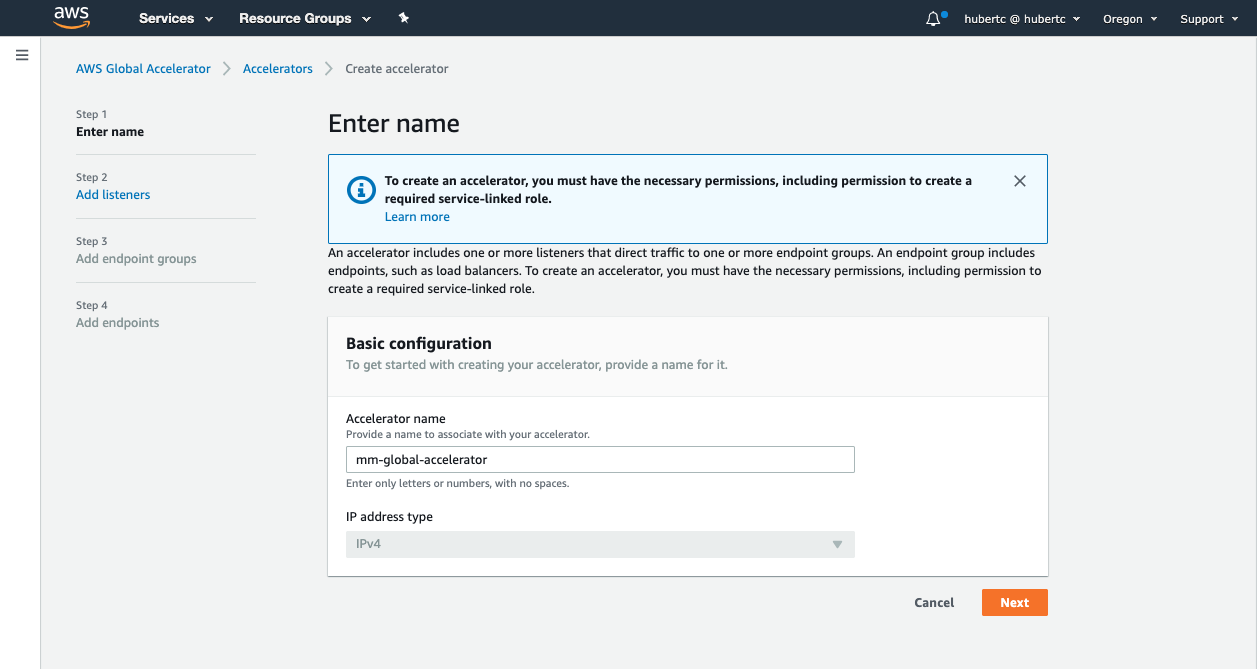 aws Services Resource Groups hubertc @ hubertc Oregon Support
AWS Global Accelerator Accelerators Create accelerator
Step 1
Enter name
Step 2
Add listeners
Step 3
Add endpoint groups
Step 4
Add endpoints
Enter name
To create an accelerator, you must have the necessary permissions, including permission to create a
required service-linked role.
Learn more
An accelerator includes one or more listeners that direct traffic to one or more endpoint groups. An endpoint group includes
endpoints, such as load balancers. To create an accelerator, you must have the necessary permissions, including permission to
create a required service-linked role.
Basic configuration
To get started with creating your accelerator, provide a name for it.
Accelerator name
Provide a name to associate with your accelerator.
mm-global-accelerator
Enter only letters or numbers, with no spaces.
IP address type
IPv4
Cancel Next